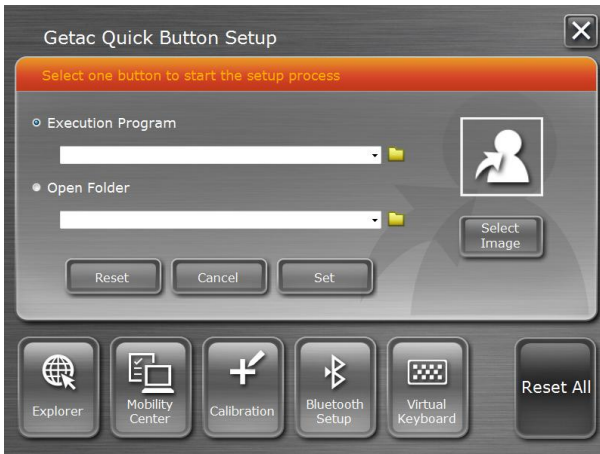 Getac Quick Button Setup
Select one button to start the setup process
Execution Program
Open Folder
Select
Image
Reset Cancel Set
Explorer
Mobility
Center
Calibration
Bluetooth
Setup
Virtual
Keyboard
Reset All